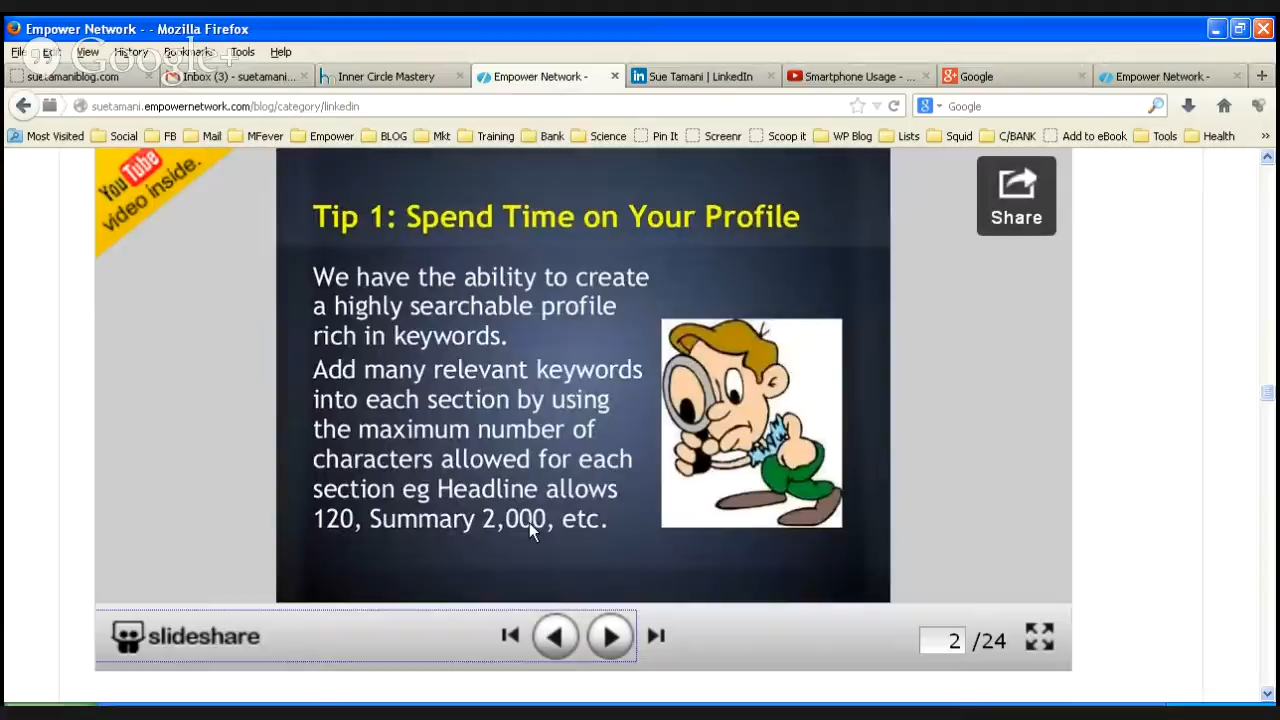 Empower Network - - Mozilla Firefox
File Edit View History Bookmarks Tools Help
Google+
suetamaniblog.com
Inbox (3) - suetamani...
Inner Circle Mastery
Empower Network -
Sue Tamani | LinkedIn
Smartphone Usage - ...
Google
Empower Network -
suetamani.empowernetwork.com/blog/category/linkedin
Google
Most Visited Social FB Mail MFever Empower BLOG Mkt Training Bank Science Pin It Screenr Scoop it WP Blog Lists Squid C/BANK Add to eBook Tools Health »
YouTube
video inside.
Share
Tip 1: Spend Time on Your Profile
We have the ability to create
a highly searchable profile
rich in keywords.
Add many relevant keywords
into each section by using
the maximum number of
characters allowed for each
section eg Headline allows
120, Summary 2,000, etc.
slideshare
2 /24